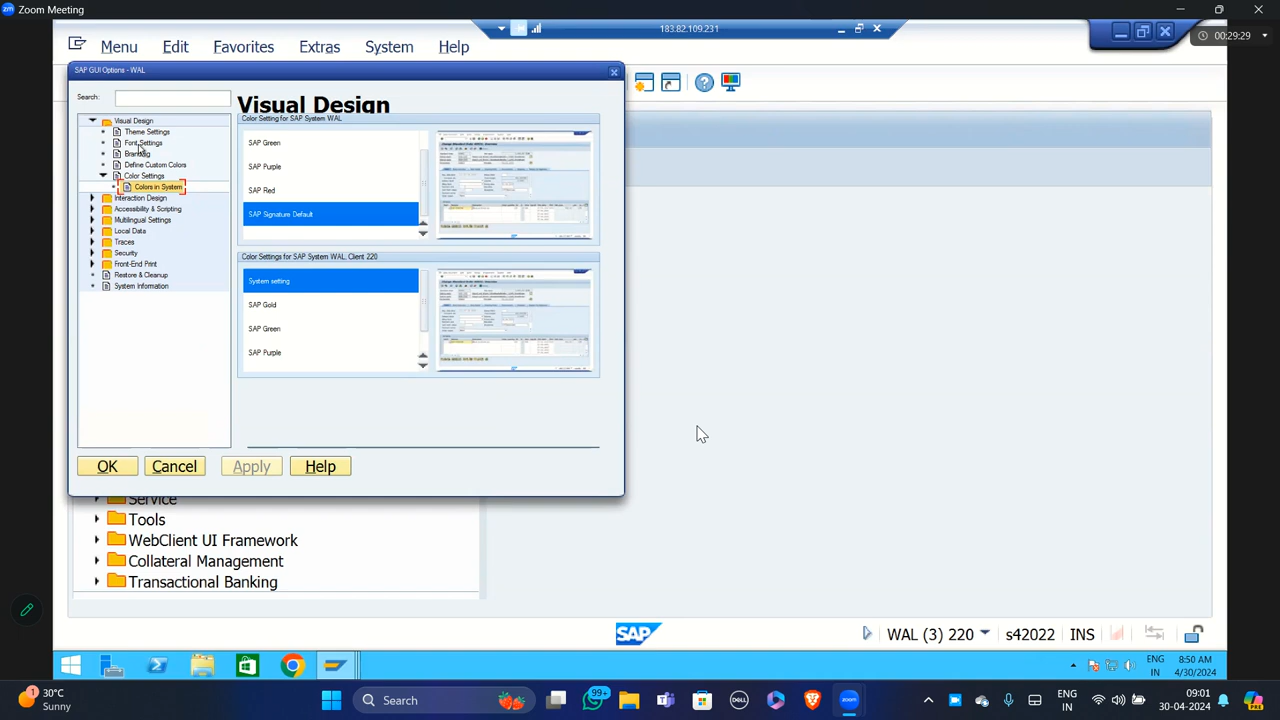 Zoom Meeting
183.82.109.231
00:29:29
Menu Edit Favorites Extras System Help
SAP GUI Options - WAL
Search:
Visual Design
Theme Settings
Font Settings
Branding
Define Custom Colors
Color Settings
Colors in System
Interaction Design
Accessibility & Scripting
Multilingual Settings
Local Data
Traces
Security
Front-End Print
Restore & Cleanup
System Information
Visual Design
Color Setting for SAP System WAL
SAP Green
SAP Purple
SAP Red
SAP Signature Default
Color Settings for SAP System WAL, Client 220
System setting
SAP Gold
SAP Green
SAP Purple
OK Cancel Apply Help
Service
Tools
WebClient UI Framework
Collateral Management
Transactional Banking
SAP
WAL (3) 220 s42022 INS
ENG
IN
8:50 AM
4/30/2024
1
30°C
Sunny
Search
99+
ENG
IN
09:01
30-04-2024